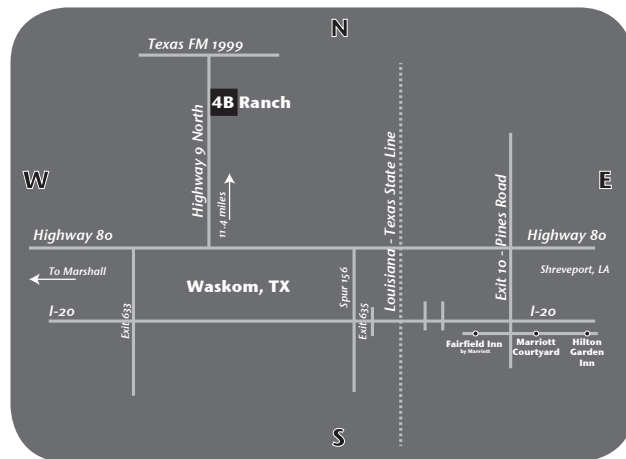 N
Texas FM 1999
4B Ranch
Highway 9 North
11.4 miles
W
E
Louisiana - Texas State Line
Exit 10 - Pines Road
Highway 80
Highway 80
To Marshall
Shreveport, LA
Waskom, TX
Spur 156
I-20
I-20
Exit 633
Exit 635
Fairfield Inn
by Marriott
Marriott
Courtyard
Hilton
Garden
Inn
S